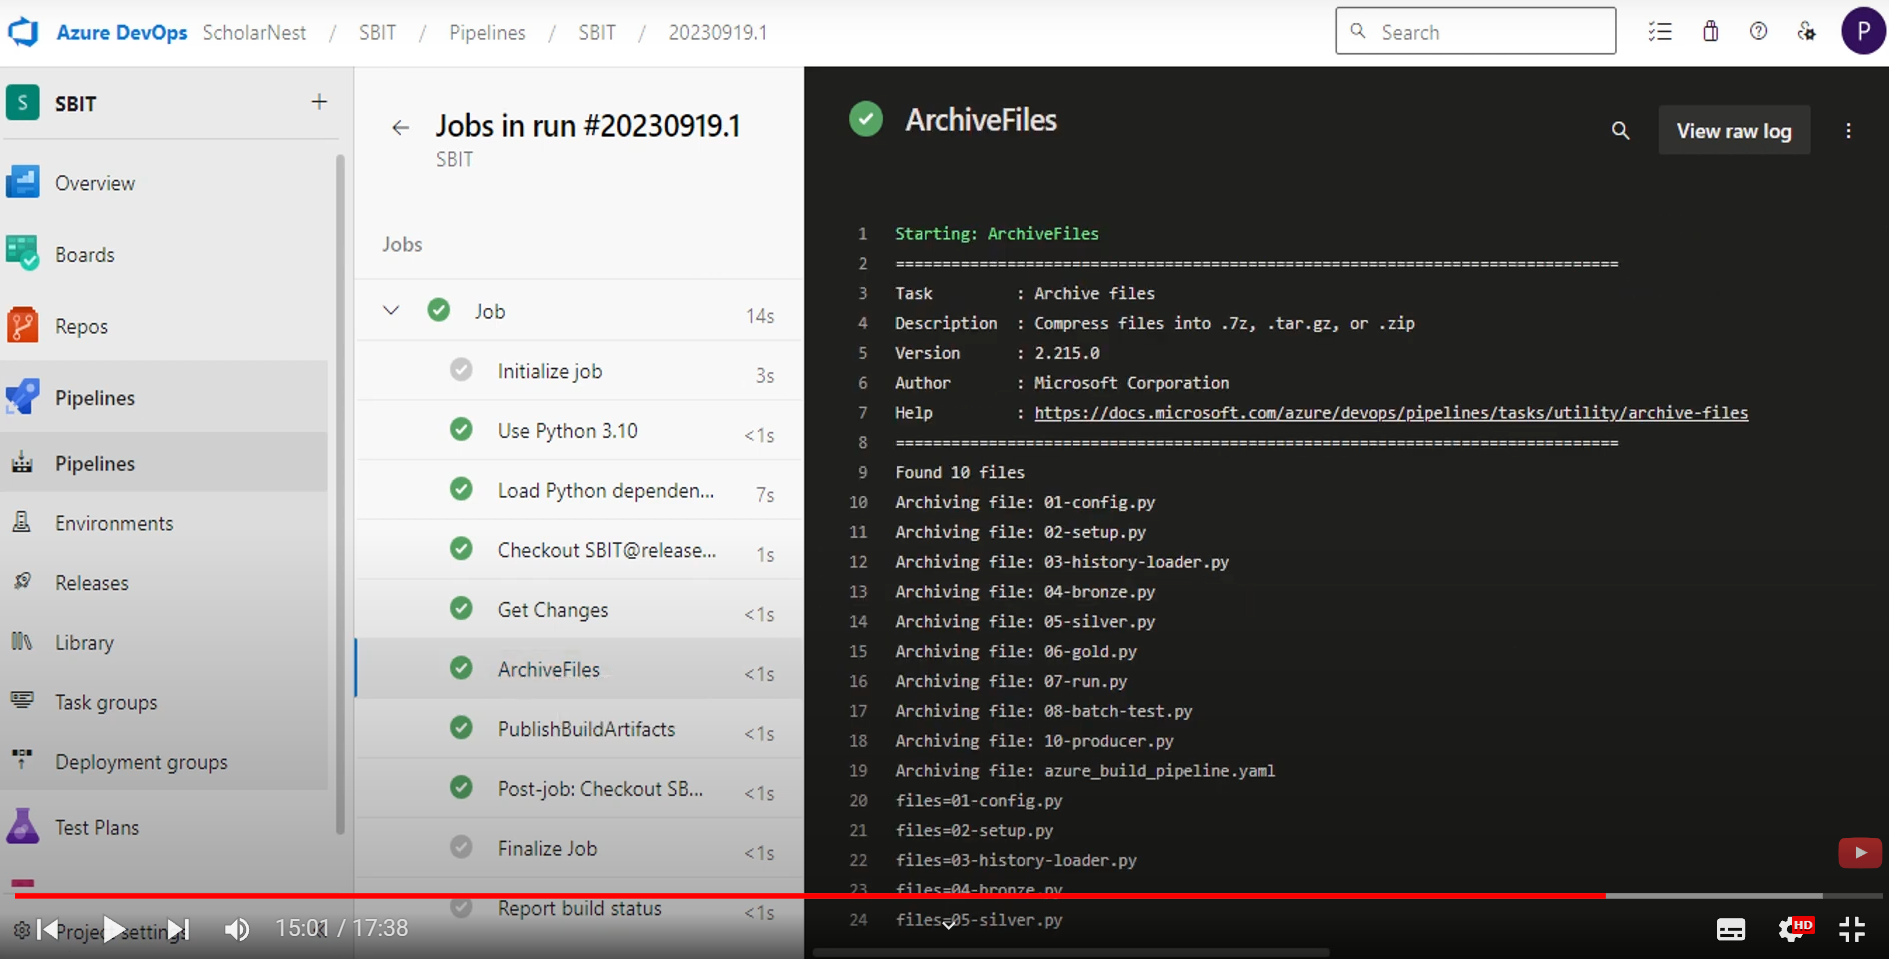 Azure DevOps ScholarNest / SBIT / Pipelines / SBIT / 20230919.1
Search
P
S SBIT +
Overview
Boards
Repos
Pipelines
Pipelines
Environments
Releases
Library
Task groups
Deployment groups
Test Plans
Project settings
Jobs in run #20230919.1
SBIT
Jobs
Job 14s
Initialize job 3s
Use Python 3.10 <1s
Load Python dependen... 7s
Checkout SBIT@release... 1s
Get Changes <1s
ArchiveFiles <1s
PublishBuildArtifacts <1s
Post-job: Checkout SB... <1s
Finalize Job <1s
Report build status <1s
ArchiveFiles
View raw log
1 Starting: ArchiveFiles
2 ==============================================================================
3 Task : Archive files
4 Description : Compress files into .7z, .tar.gz, or .zip
5 Version : 2.215.0
6 Author : Microsoft Corporation
7 Help : https://docs.microsoft.com/azure/devops/pipelines/tasks/utility/archive-files
8 ==============================================================================
9 Found 10 files
10 Archiving file: 01-config.py
11 Archiving file: 02-setup.py
12 Archiving file: 03-history-loader.py
13 Archiving file: 04-bronze.py
14 Archiving file: 05-silver.py
15 Archiving file: 06-gold.py
16 Archiving file: 07-run.py
17 Archiving file: 08-batch-test.py
18 Archiving file: 10-producer.py
19 Archiving file: azure_build_pipeline.yaml
20 files=01-config.py
21 files=02-setup.py
22 files=03-history-loader.py
23 files=04-bronze.py
24 files=05-silver.py
15:01 / 17:38
HD